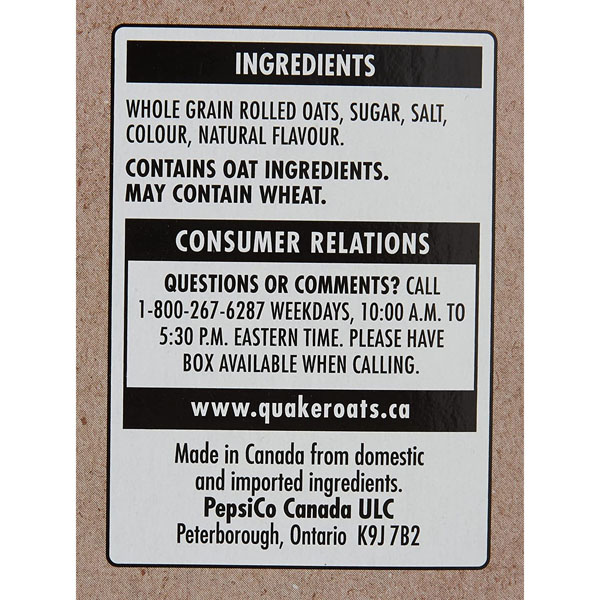 INGREDIENTS
WHOLE GRAIN ROLLED OATS, SUGAR, SALT,
COLOUR, NATURAL FLAVOUR.
CONTAINS OAT INGREDIENTS.
MAY CONTAIN WHEAT.
CONSUMER RELATIONS
QUESTIONS OR COMMENTS? CALL
1-800-267-6287 WEEKDAYS, 10:00 A.M. TO
5:30 P.M. EASTERN TIME. PLEASE HAVE
BOX AVAILABLE WHEN CALLING.
www.quakeroats.ca
Made in Canada from domestic
and imported ingredients.
PepsiCo Canada ULC
Peterborough, Ontario K9J 7B2